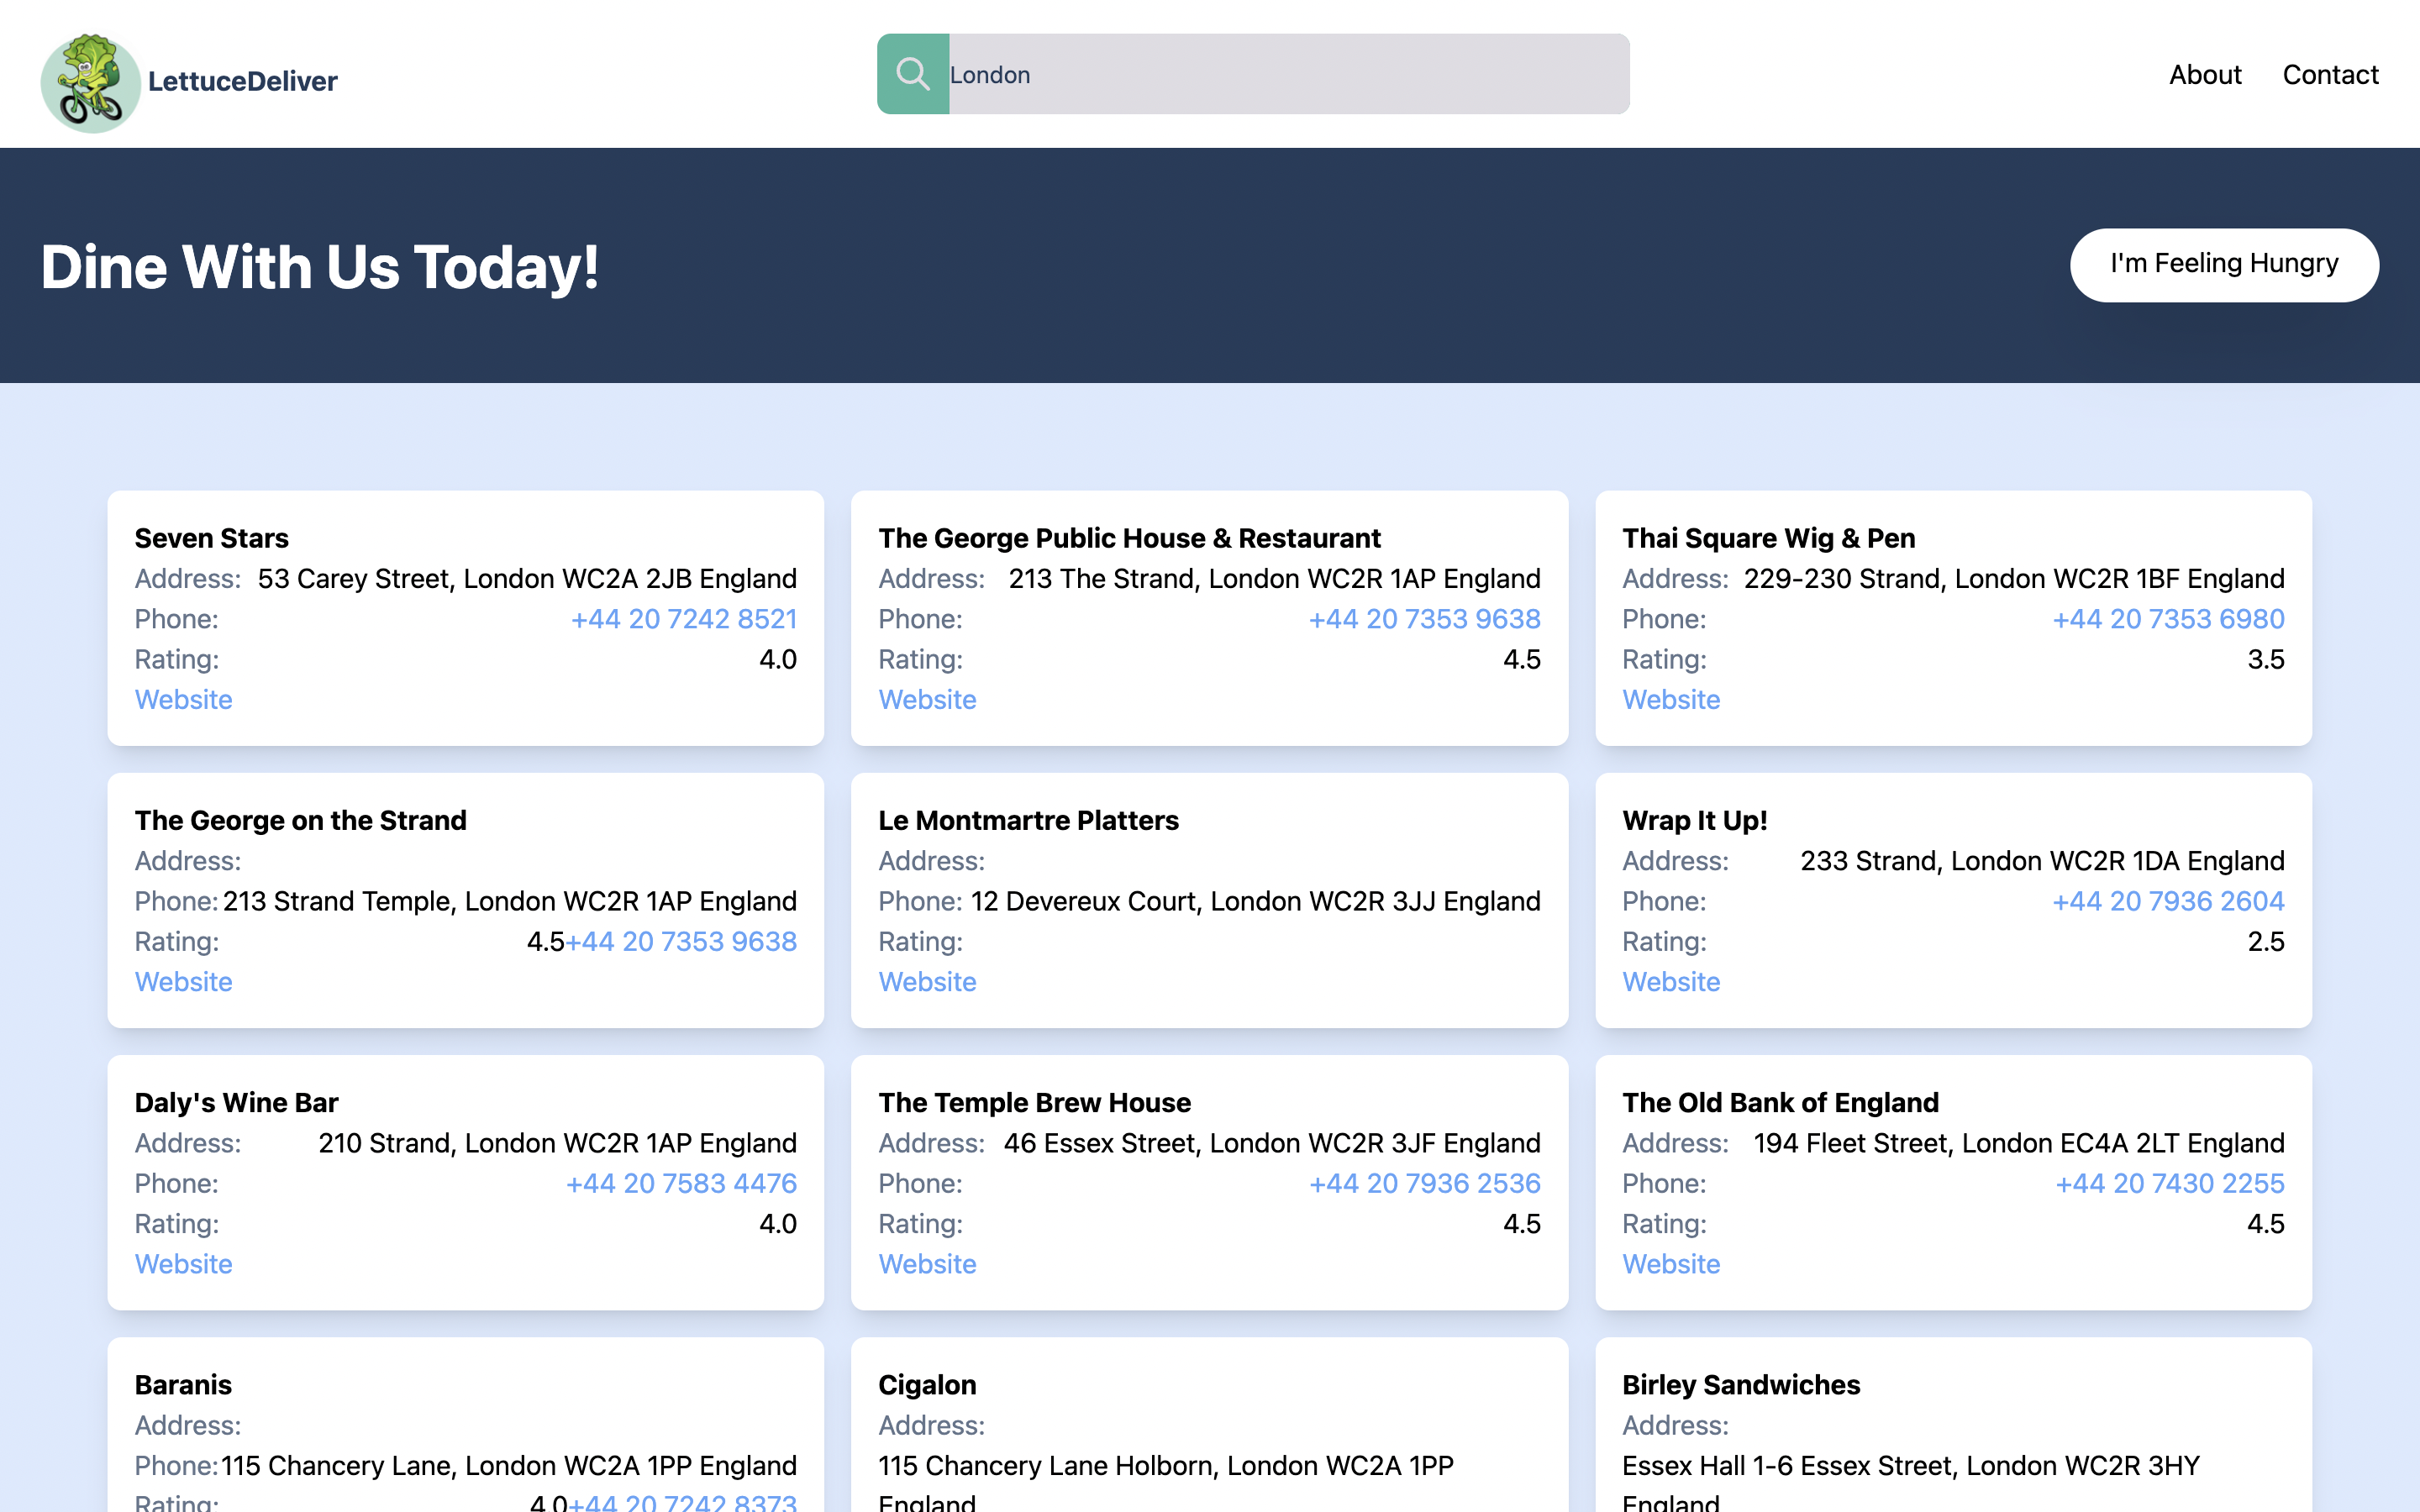 LettuceDeliver
London
About
Contact
Dine With Us Today!
I'm Feeling Hungry
Seven Stars
Address: 53 Carey Street, London WC2A 2JB England
Phone: +44 20 7242 8521
Rating: 4.0
Website
The George Public House & Restaurant
Address: 213 The Strand, London WC2R 1AP England
Phone: +44 20 7353 9638
Rating: 4.5
Website
Thai Square Wig & Pen
Address: 229-230 Strand, London WC2R 1BF England
Phone: +44 20 7353 6980
Rating: 3.5
Website
The George on the Strand
Address:
Phone: 213 Strand Temple, London WC2R 1AP England
Rating: 4.5+44 20 7353 9638
Website
Le Montmartre Platters
Address:
Phone: 12 Devereux Court, London WC2R 3JJ England
Rating:
Website
Wrap It Up!
Address: 233 Strand, London WC2R 1DA England
Phone: +44 20 7936 2604
Rating: 2.5
Website
Daly's Wine Bar
Address: 210 Strand, London WC2R 1AP England
Phone: +44 20 7583 4476
Rating: 4.0
Website
The Temple Brew House
Address: 46 Essex Street, London WC2R 3JF England
Phone: +44 20 7936 2536
Rating: 4.5
Website
The Old Bank of England
Address: 194 Fleet Street, London EC4A 2LT England
Phone: +44 20 7430 2255
Rating: 4.5
Website
Baranis
Address:
Phone: 115 Chancery Lane, London WC2A 1PP England
Rating: 4.0+44 20 7242 8373
Cigalon
Address:
115 Chancery Lane Holborn, London WC2A 1PP
England
Birley Sandwiches
Address:
Essex Hall 1-6 Essex Street, London WC2R 3HY
England